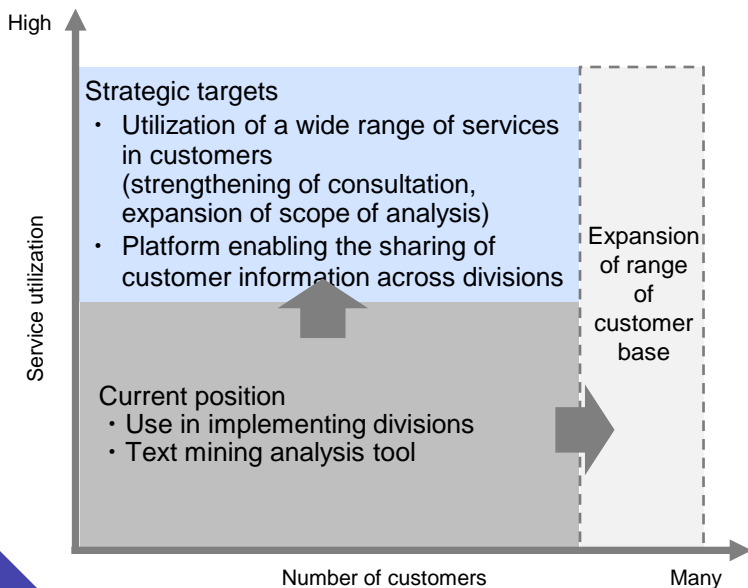 High
Strategic targets
・ Utilization of a wide range of services
in customers
(strengthening of consultation,
expansion of scope of analysis)
・ Platform enabling the sharing of
customer information across divisions
Service utilization
Expansion
of range
of
customer
base
Current position
・ Use in implementing divisions
・ Text mining analysis tool
Number of customers
Many